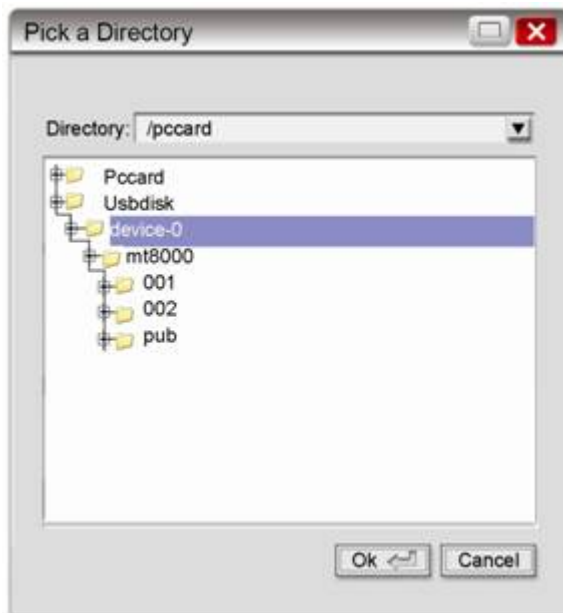 Pick a Directory
Directory: /pccard
Pccard
Usbdisk
device-0
mt8000
001
002
pub
Ok Cancel